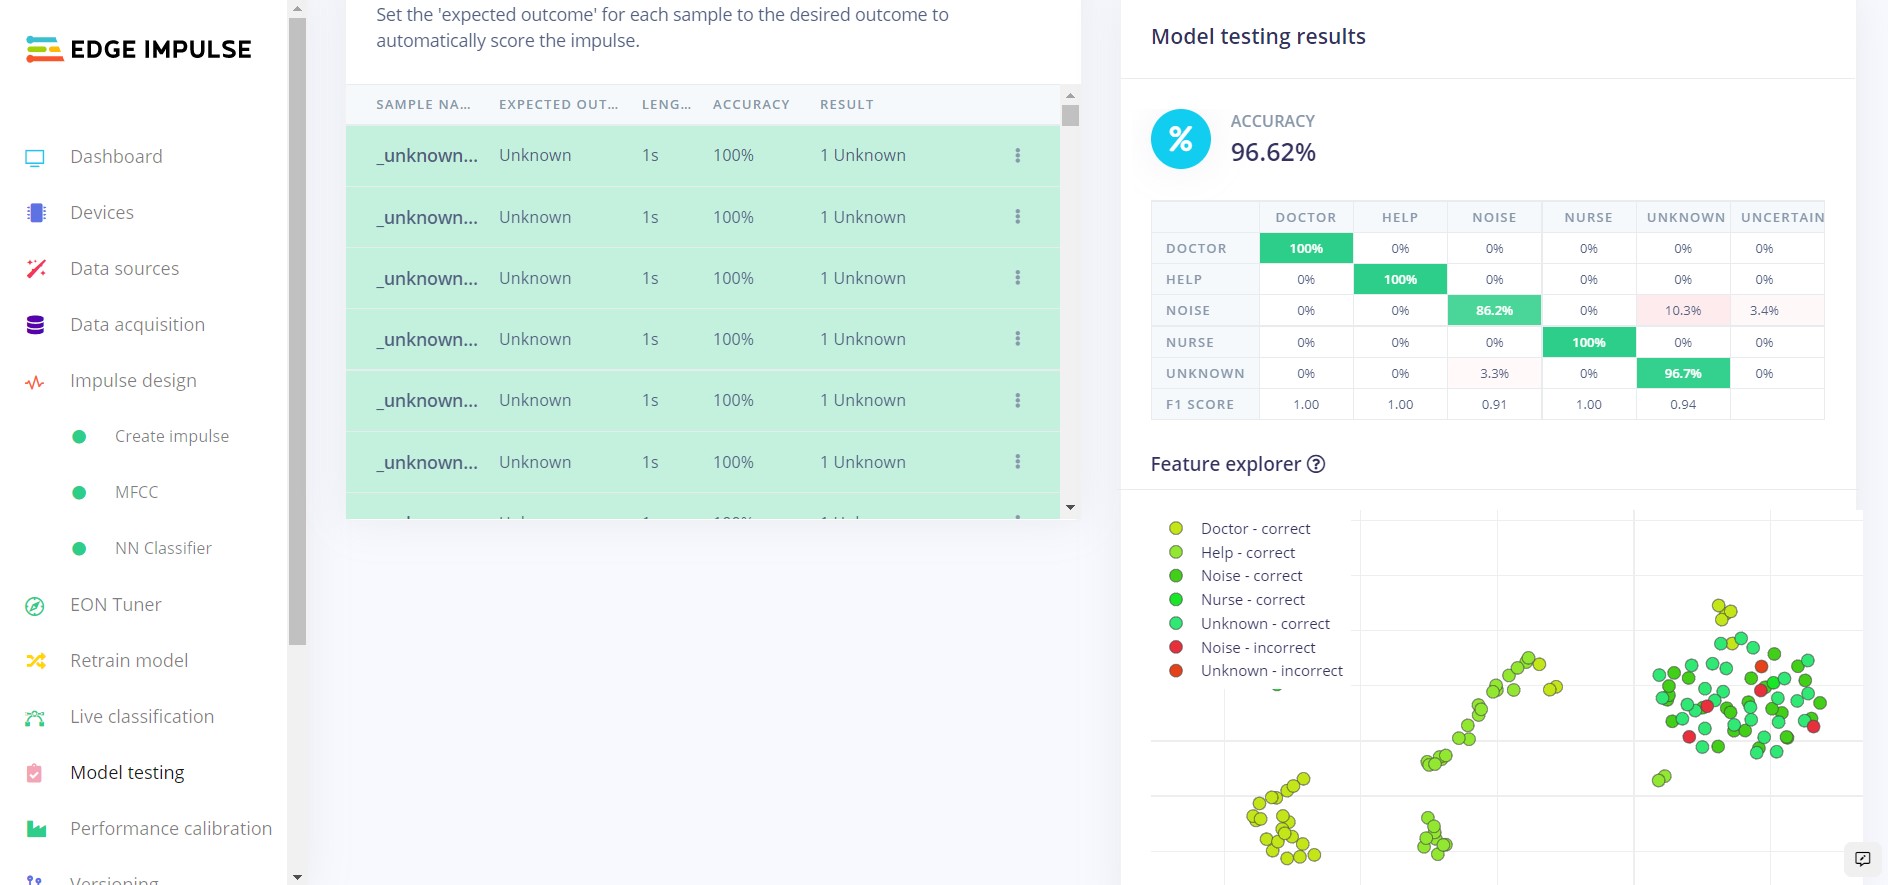 EDGE IMPULSE
Dashboard
Devices
Data sources
Data acquisition
Impulse design
Create impulse
MFCC
NN Classifier
EON Tuner
Retrain model
Live classification
Model testing
Performance calibration
Versioning
Set the 'expected outcome' for each sample to the desired outcome to
automatically score the impulse.
SAMPLE NA... EXPECTED OUT... LENG... ACCURACY RESULT
_unknown... Unknown 1s 100% 1 Unknown
_unknown... Unknown 1s 100% 1 Unknown
_unknown... Unknown 1s 100% 1 Unknown
_unknown... Unknown 1s 100% 1 Unknown
_unknown... Unknown 1s 100% 1 Unknown
_unknown... Unknown 1s 100% 1 Unknown
Model testing results
%
ACCURACY
96.62%
DOCTOR HELP NOISE NURSE UNKNOWN UNCERTAIN
DOCTOR 100% 0% 0% 0% 0% 0%
HELP 0% 100% 0% 0% 0% 0%
NOISE 0% 0% 86.2% 0% 10.3% 3.4%
NURSE 0% 0% 0% 100% 0% 0%
UNKNOWN 0% 0% 3.3% 0% 96.7% 0%
F1 SCORE 1.00 1.00 0.91 1.00 0.94
Feature explorer ?
Doctor - correct
Help - correct
Noise - correct
Nurse - correct
Unknown - correct
Noise - incorrect
Unknown - incorrect